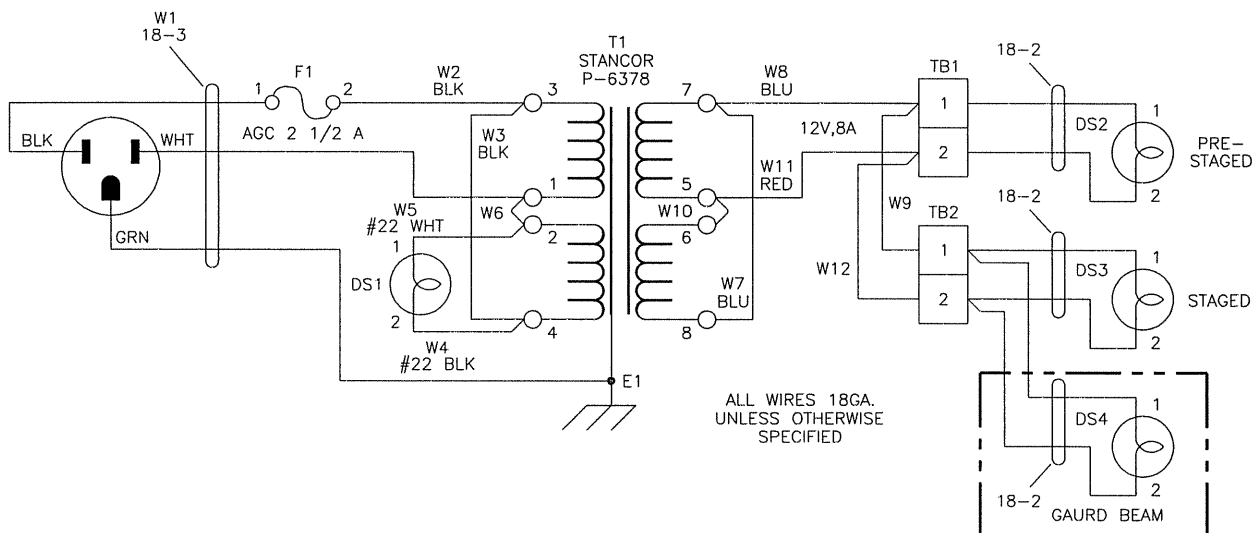 W1
18-3
F1
1
2
AGC 2 1/2 A
BLK
WHT
GRN
W2
BLK
W3
BLK
T1
STANCOR
P-6378
3
1
2
4
W5
#22 WHT
W6
1
DS1
2
W4
#22 BLK
7
5
6
8
W8
BLU
12V,8A
W11
RED
W10
W7
BLU
E1
ALL WIRES 18GA.
UNLESS OTHERWISE
SPECIFIED
TB1
1
2
W9
W12
TB2
1
2
18-2
DS2
1
2
PRE-
STAGED
18-2
DS3
1
2
STAGED
DS4
1
2
18-2
GAURD BEAM